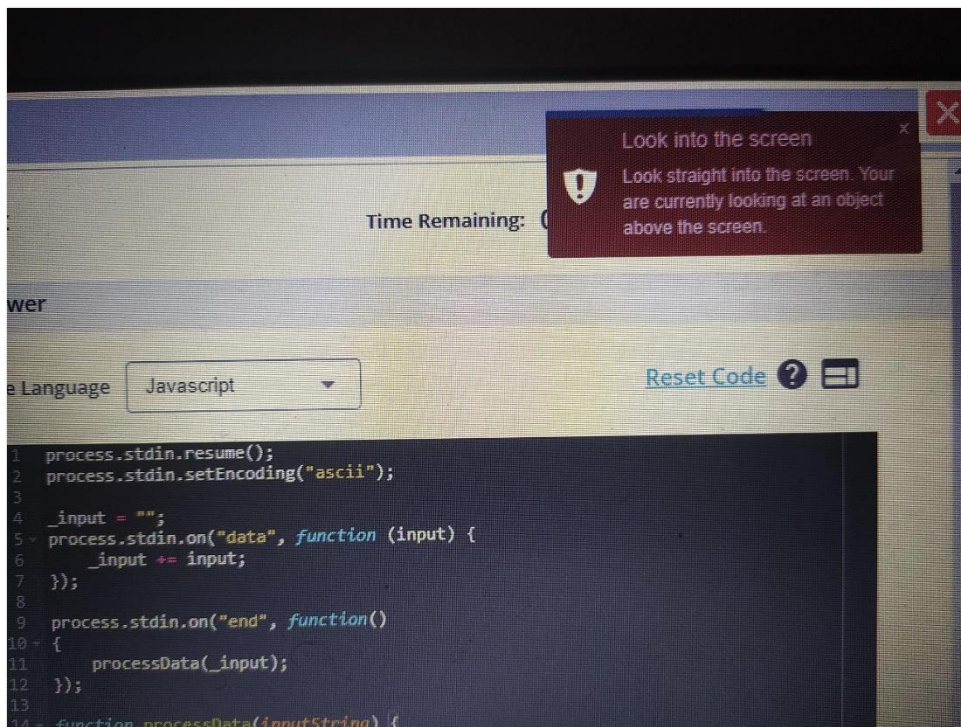 Look into the screen
x
Look straight into the screen. Your
are currently looking at an object
above the screen.
Time Remaining:
wer
e Language
Javascript
Reset Code
?
1 process.stdin.resume();
2 process.stdin.setEncoding("ascii");
3
4 _input = "";
5 process.stdin.on("data", function (input) {
6 _input += input;
7 });
8
9 process.stdin.on("end", function()
10 {
11 processData(_input);
12 });
13
14 function processData(inputString) {